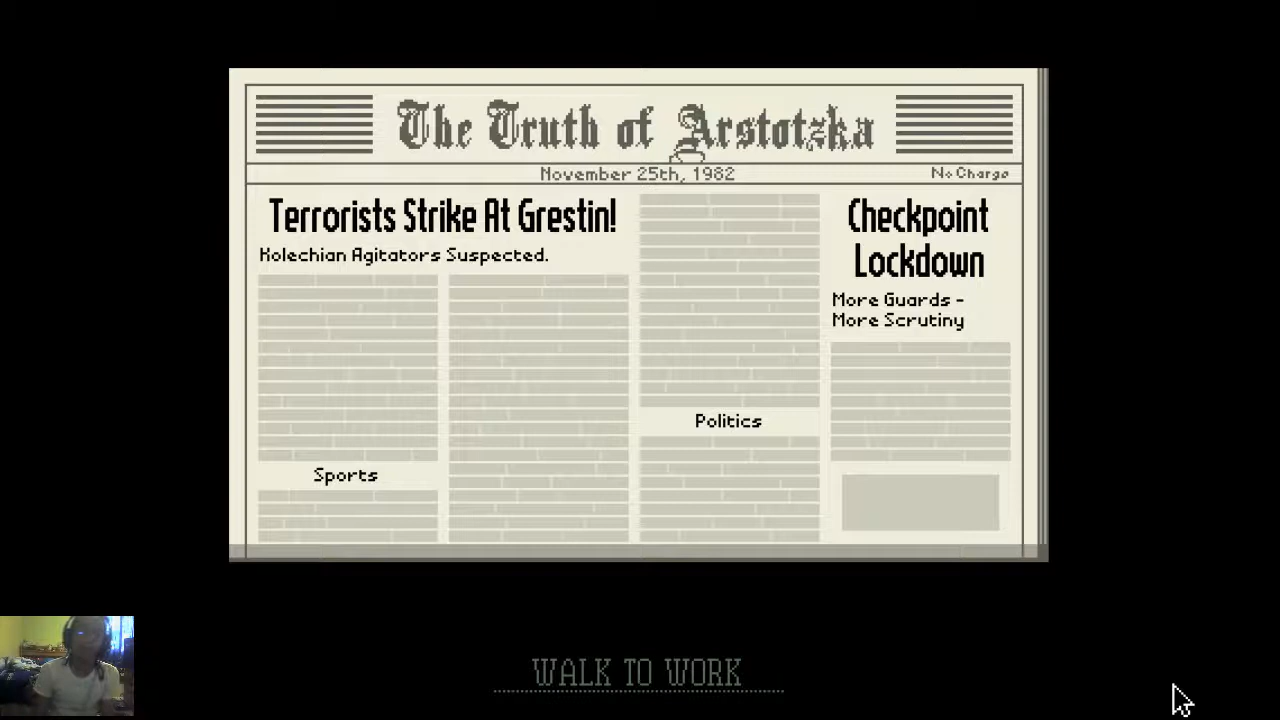 The Truth of Arstotzka
November 25th, 1982
No Charge
Terrorists Strike At Grestin!
Kolechian Agitators Suspected.
Sports
Politics
Checkpoint
Lockdown
More Guards -
More Scrutiny
WALK TO WORK